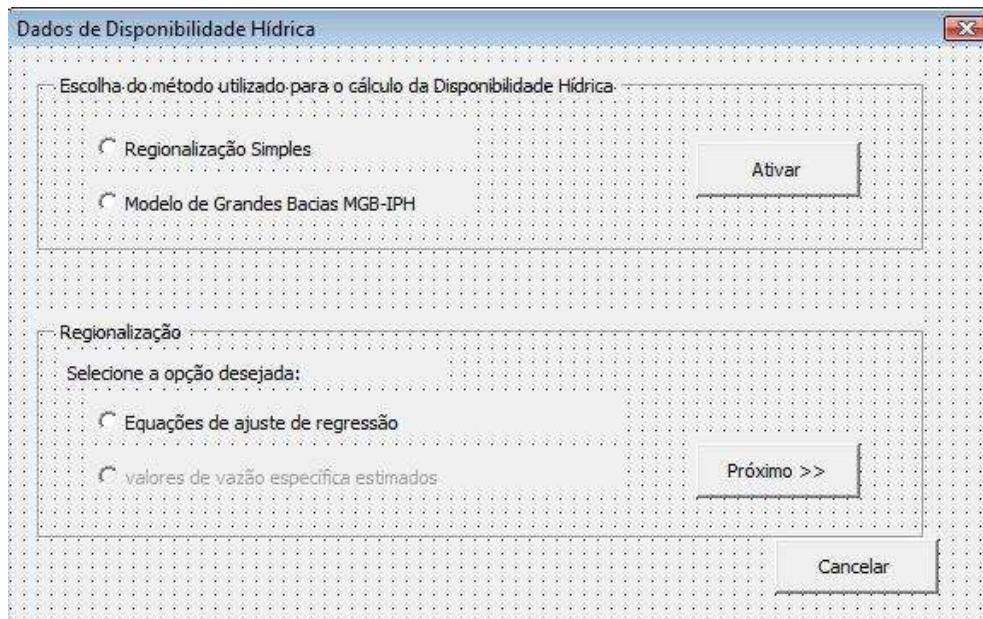 Dados de Disponibilidade Hídrica
Escolha do método utilizado para o cálculo da Disponibilidade Hídrica
Regionalização Simples
Ativar
Modelo de Grandes Bacias MGB-IPH
Regionalização
Selecione a opção desejada:
Equações de ajuste de regressão
valores de vazão específica estimados
Próximo >>
Cancelar